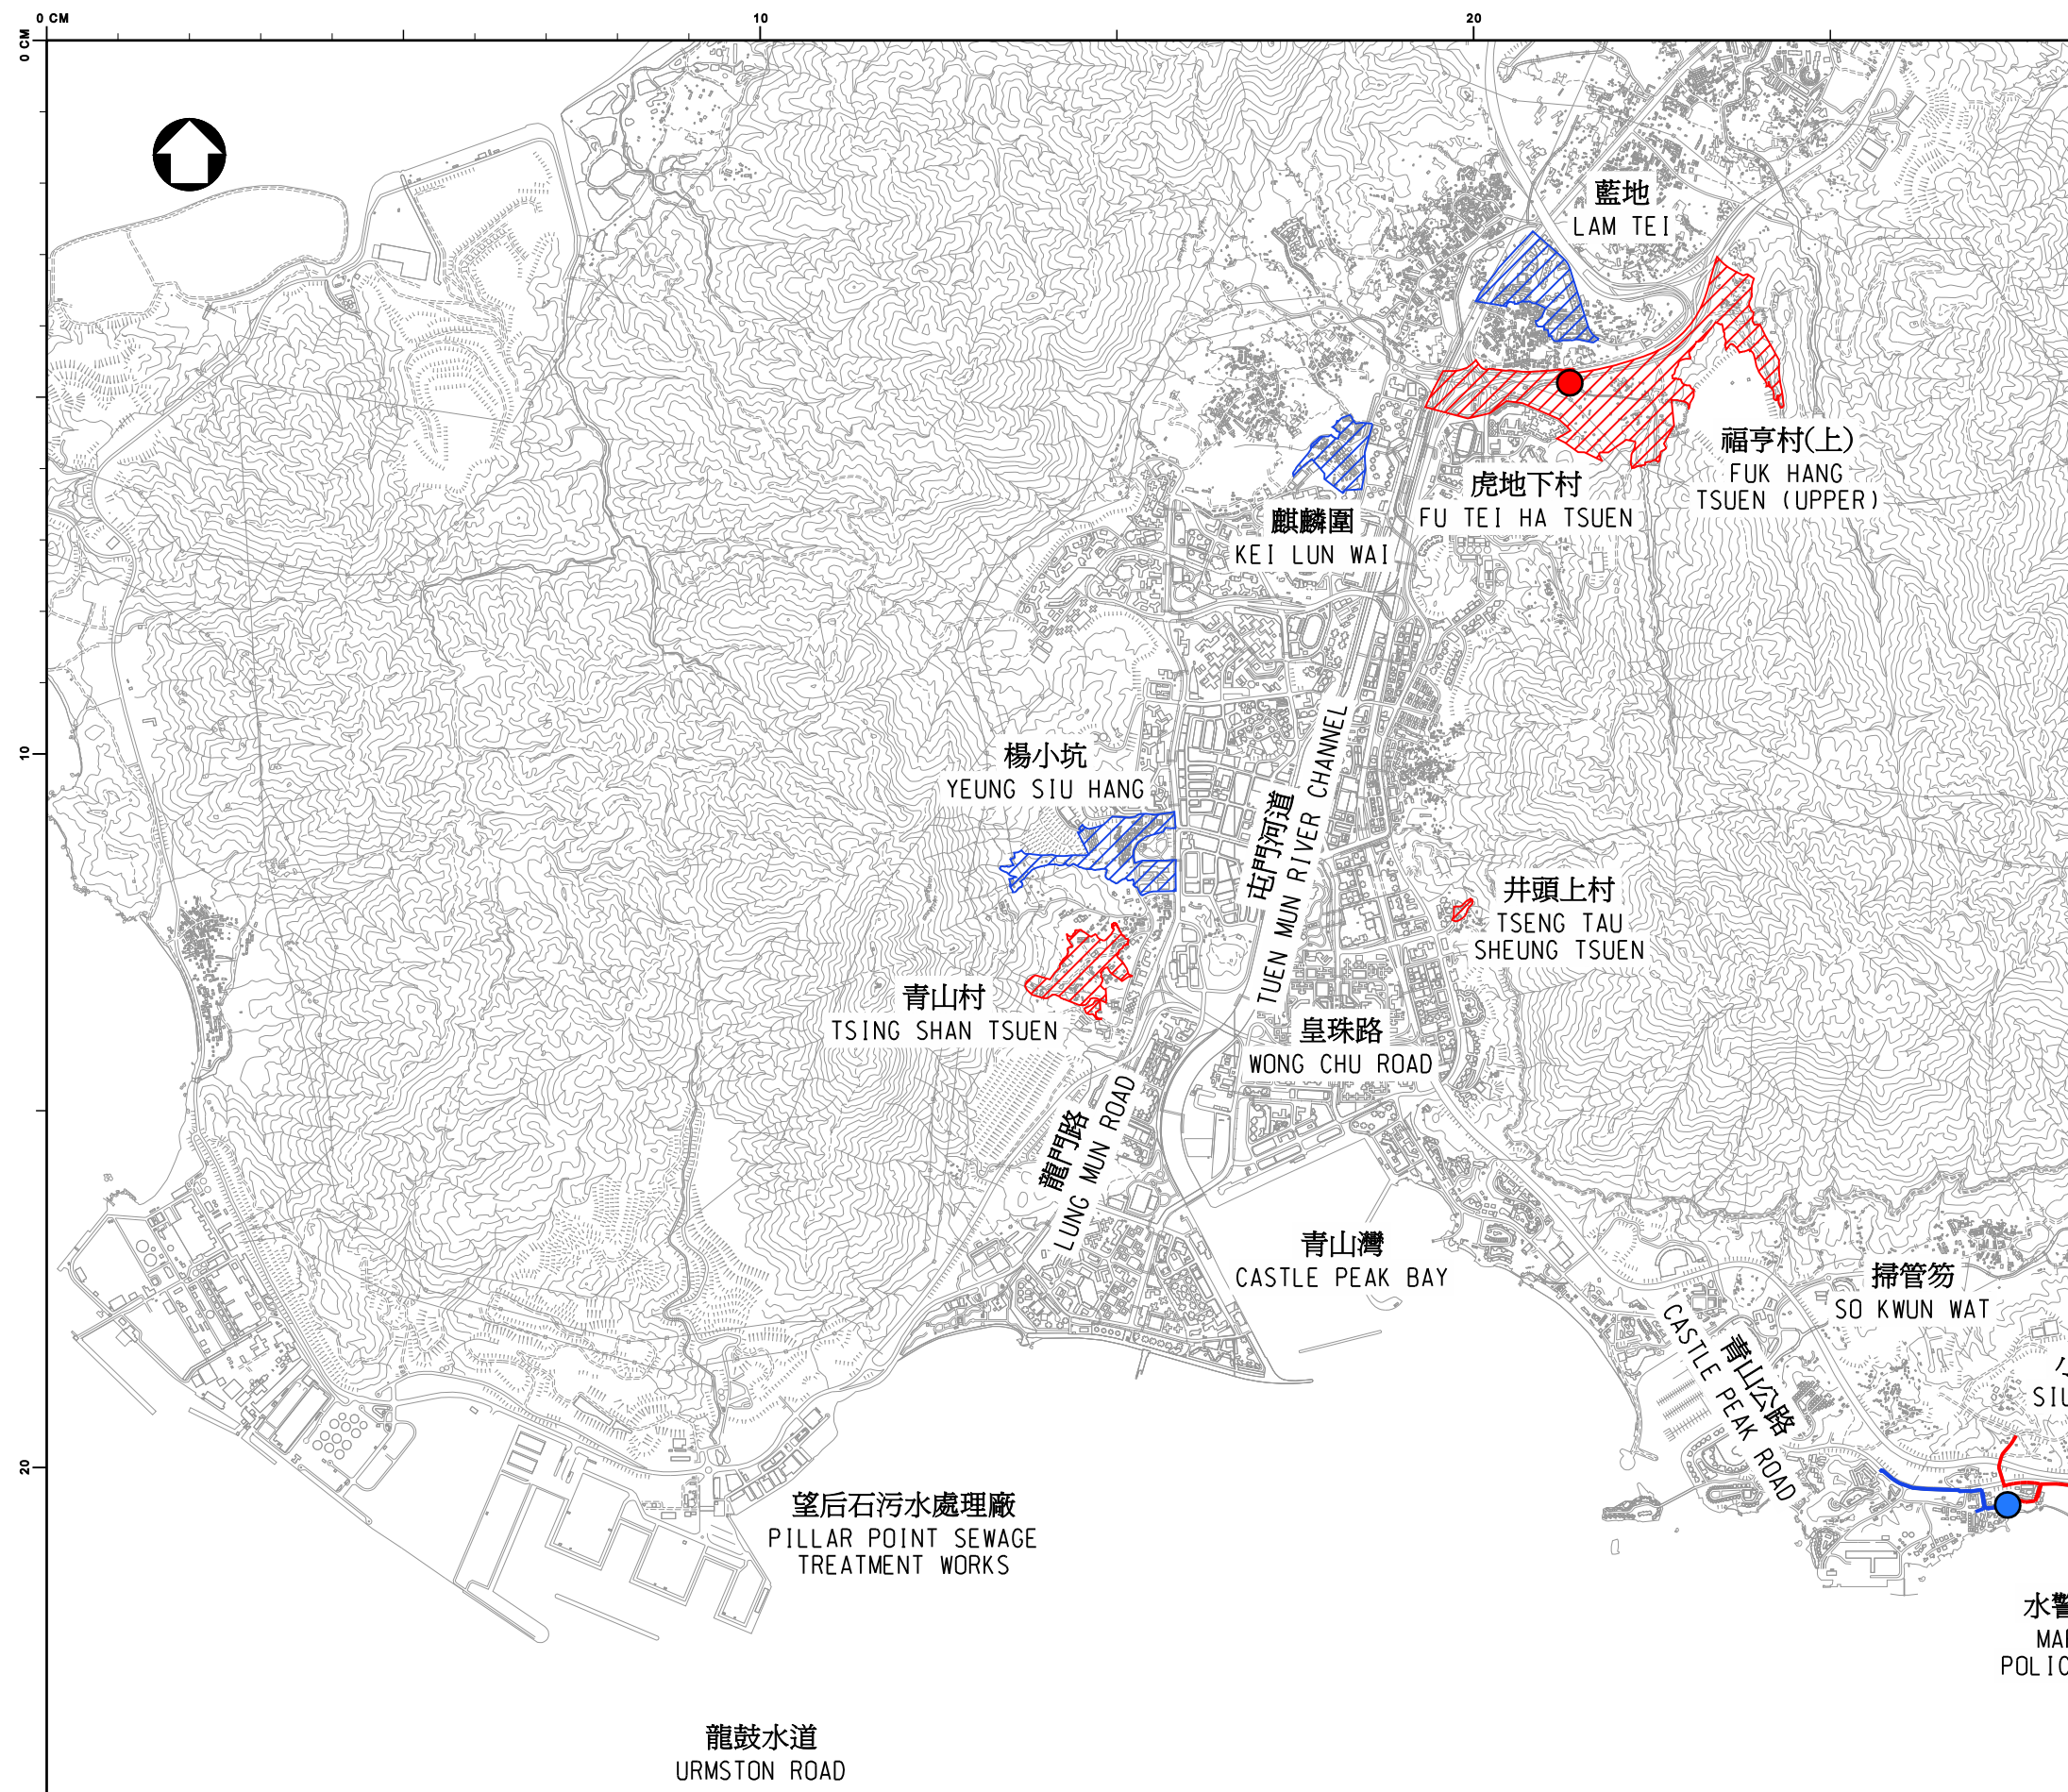 0 CM
10
20
0 CM
藍地
LAM TEI
福亨村(上)
FUK HANG
TSUEN (UPPER)
虎地下村
FU TEI HA TSUEN
麒麟圍
KEI LUN WAI
10
楊小坑
YEUNG SIU HANG
屯門河道
TUEN MUN RIVER CHANNEL
井頭上村
TSENG TAU
SHEUNG TSUEN
青山村
TSING SHAN TSUEN
皇珠路
WONG CHU ROAD
龍門路
LUNG MUN ROAD
青山灣
CASTLE PEAK BAY
掃管笏
SO KWUN WAT
青山公路
CASTLE PEAK ROAD
SIU
20
望后石污水處理廠
PILLAR POINT SEWAGE
TREATMENT WORKS
水警
MAR
POLIC
龍鼓水道
URMSTON ROAD